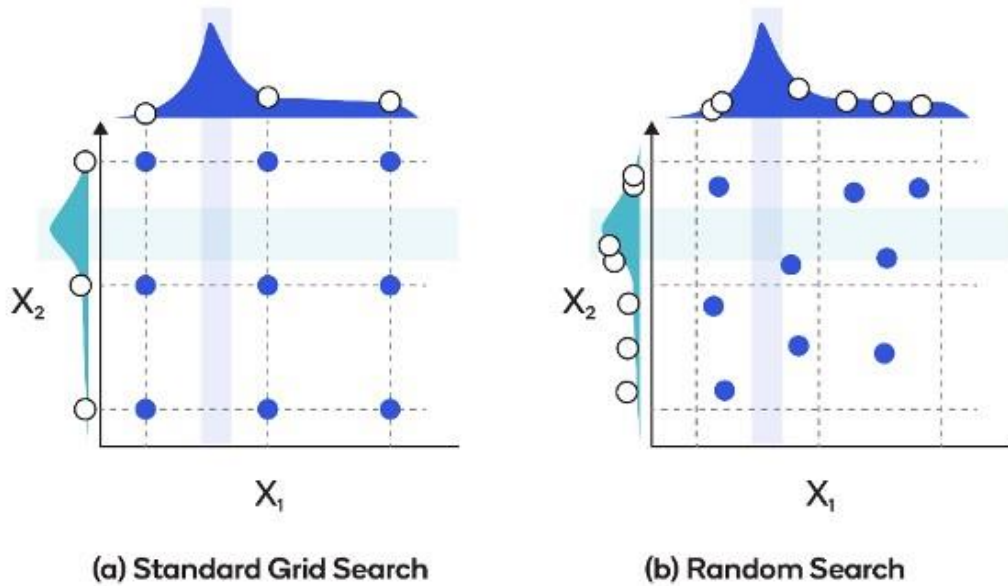 X₂
X₁
(a) Standard Grid Search
X₂
X₁
(b) Random Search